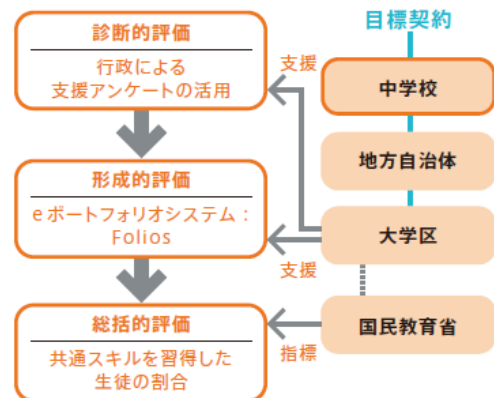 診断的評価
行政による
支援アンケートの活用
形成的評価
eポートフォリオシステム：
Folios
総括的評価
共通スキルを習得した
生徒の割合
支援
支援
指標
目標契約
中学校
地方自治体
大学区
国民教育省